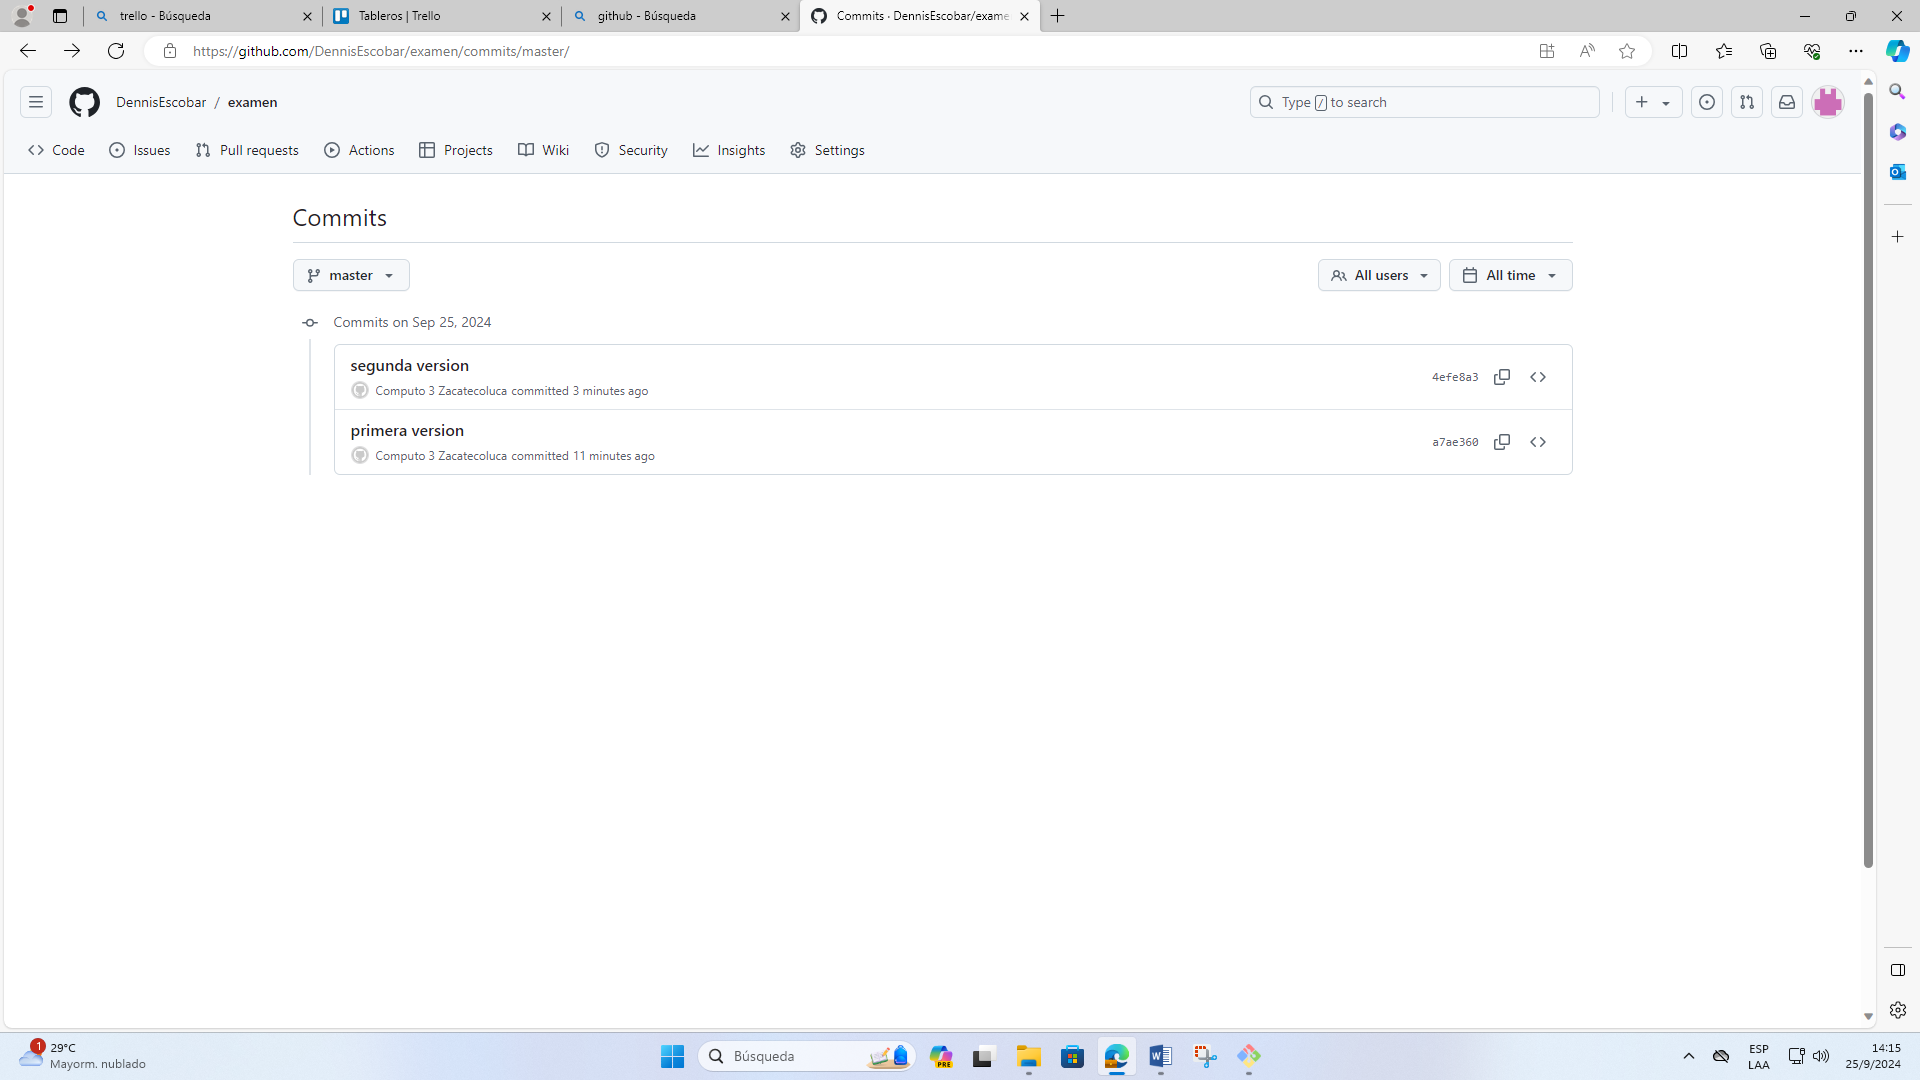 trello - Búsqueda
Tableros | Trello
github - Búsqueda
Commits · DennisEscobar/exame
https://github.com/DennisEscobar/examen/commits/master/
DennisEscobar / examen
Type / to search
Code
Issues
Pull requests
Actions
Projects
Wiki
Security
Insights
Settings
Commits
master
All users
All time
Commits on Sep 25, 2024
segunda version
Computo 3 Zacatecoluca committed 3 minutes ago
4efe8a3
primera version
Computo 3 Zacatecoluca committed 11 minutes ago
a7ae360
1
29°C
Mayorm. nublado
Búsqueda
PRE
ESP
LAA
14:15
25/9/2024